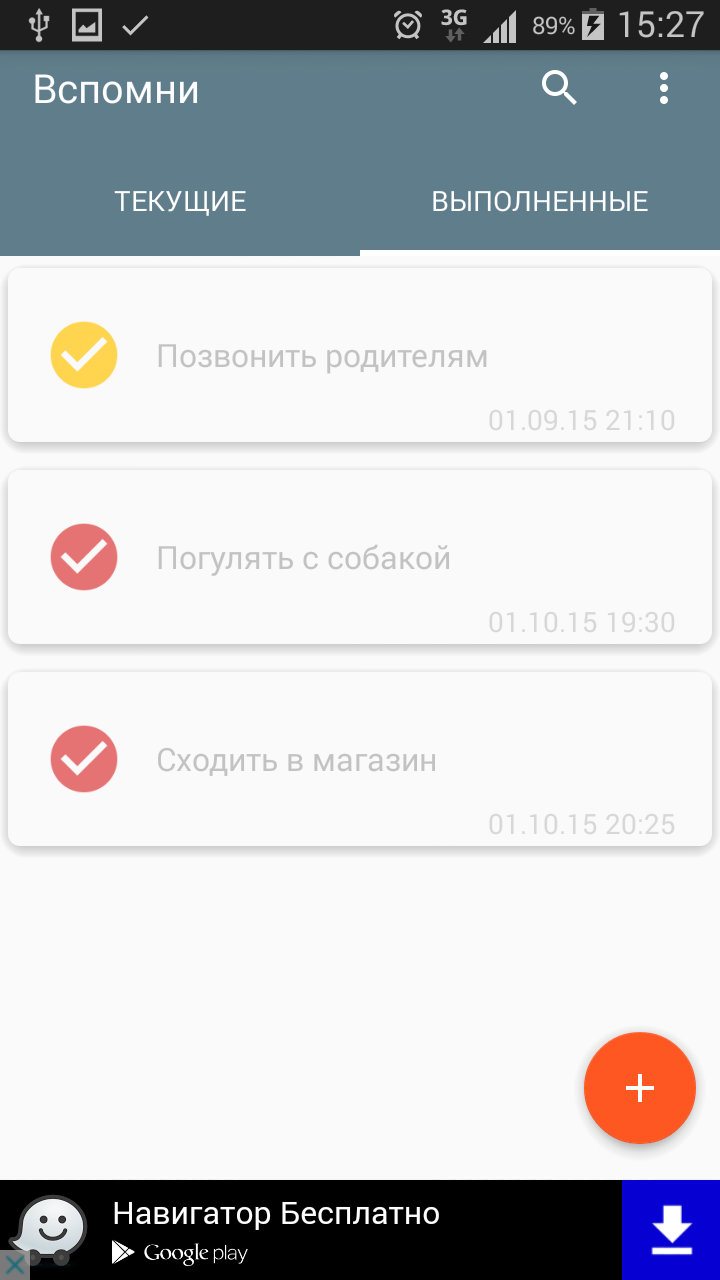 3G 89% 15:27
Вспомни
ТЕКУЩИЕ ВЫПОЛНЕННЫЕ
Позвонить родителям
01.09.15 21:10
Погулять с собакой
01.10.15 19:30
Сходить в магазин
01.10.15 20:25
Навигатор Бесплатно
Google play